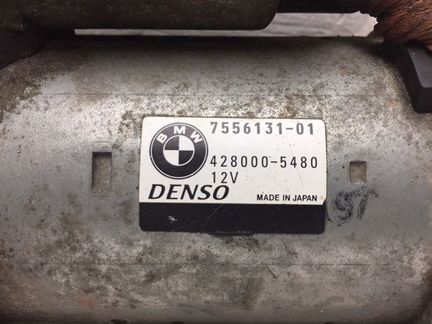 BMW
7556131-01
428000-5480
12V
DENSO
MADE IN JAPAN